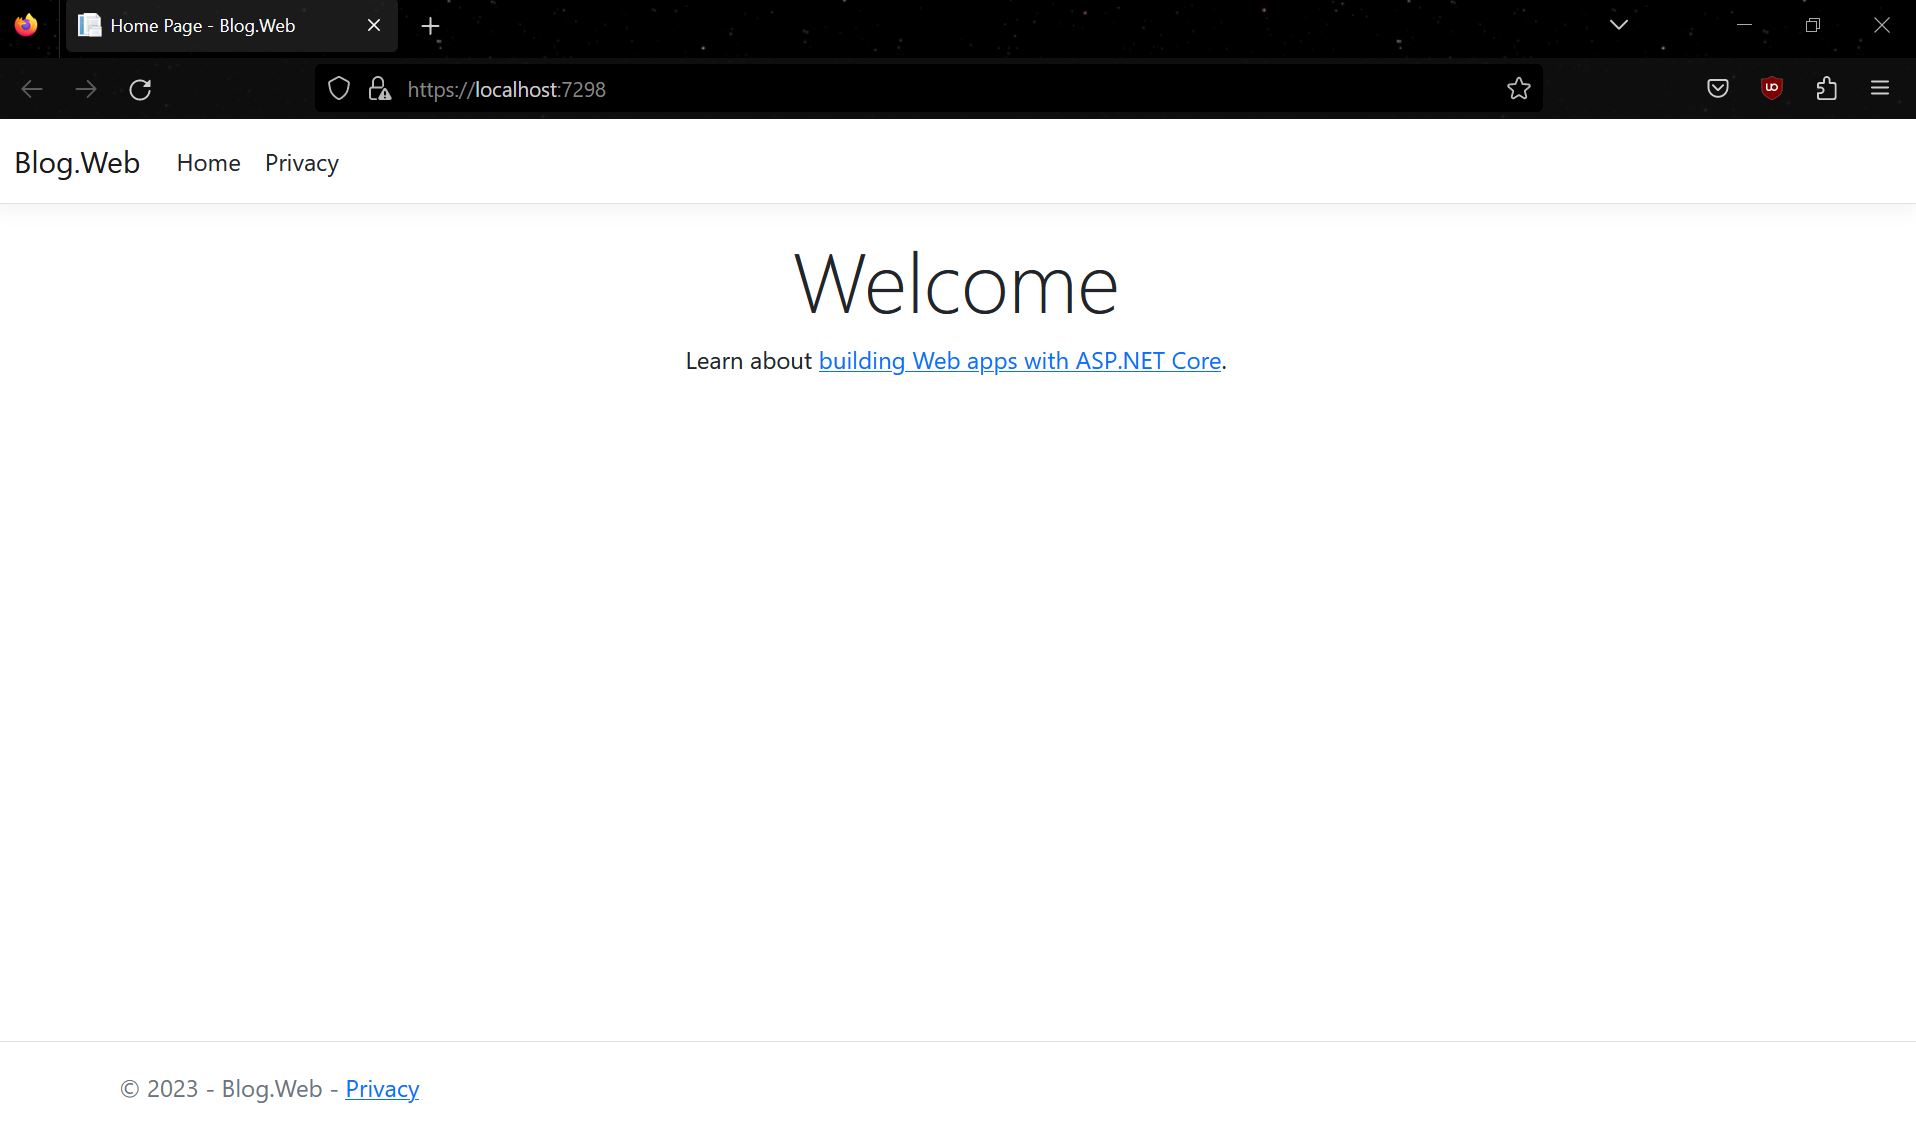 Home Page - Blog.Web
https://localhost:7298
Blog.Web Home Privacy
Welcome
Learn about building Web apps with ASP.NET Core.
© 2023 - Blog.Web - Privacy